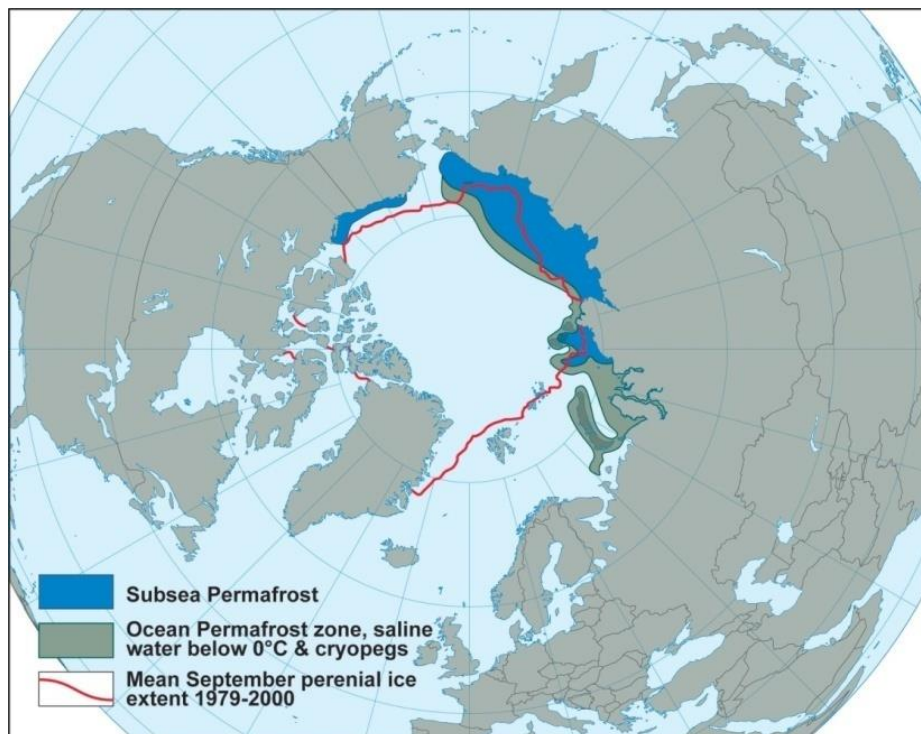 Subsea Permafrost
Ocean Permafrost zone, saline
water below 0°C & cryopegs
Mean September perenial ice
extent 1979-2000